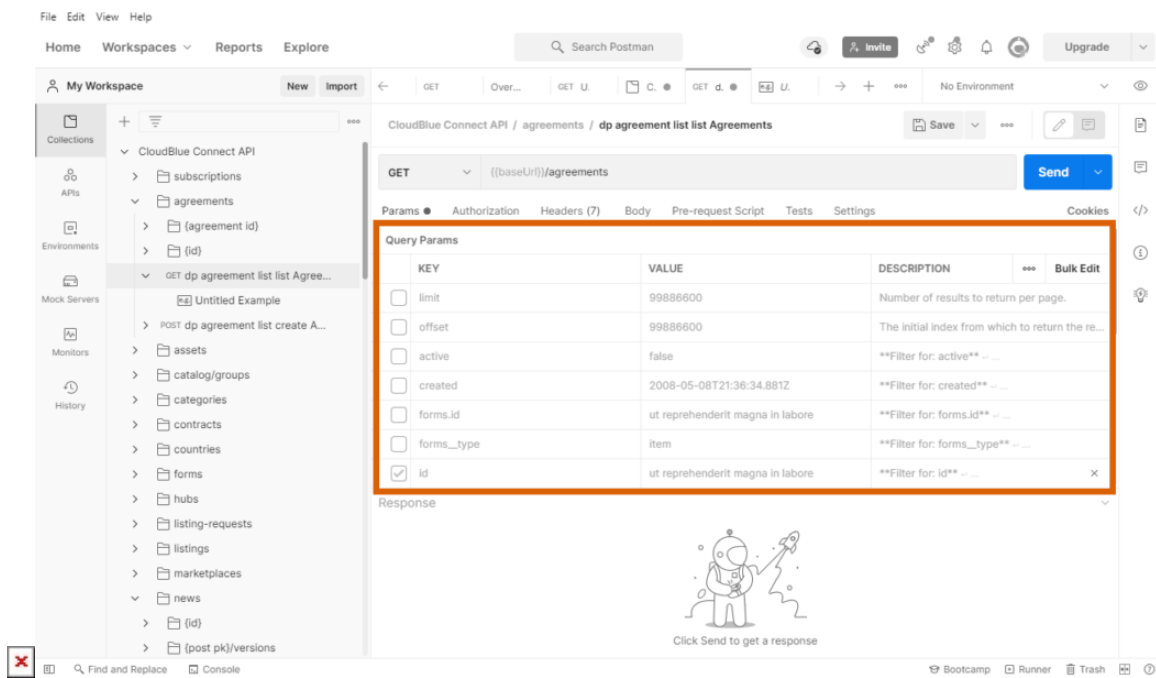 File Edit View Help
Home Workspaces Reports Explore Search Postman Invite Upgrade
My Workspace New Import GET Over... GET U. C. GET d. U. No Environment
Collections
APIs
Environments
Mock Servers
Monitors
History
CloudBlue Connect API
subscriptions
agreements
{agreement id}
{id}
GET dp agreement list list Agree...
e.g. Untitled Example
POST dp agreement list create A...
assets
catalog/groups
categories
contracts
countries
forms
hubs
listing-requests
listings
marketplaces
news
{id}
{post pk}/versions
CloudBlue Connect API / agreements / dp agreement list list Agreements Save
GET {{baseUrl}}/agreements Send
Params Authorization Headers (7) Body Pre-request Script Tests Settings Cookies
Query Params
KEY VALUE DESCRIPTION Bulk Edit
limit 99886600 Number of results to return per page.
offset 99886600 The initial index from which to return the re...
active false **Filter for: active** ↵ ...
created 2008-05-08T21:36:34.881Z **Filter for: created** ↵ ...
forms.id ut reprehenderit magna in labore **Filter for: forms.id** ↵ ...
forms__type item **Filter for: forms__type** ↵ ...
id ut reprehenderit magna in labore **Filter for: id** ↵ ...
Response
Click Send to get a response
Find and Replace Console Bootcamp Runner Trash